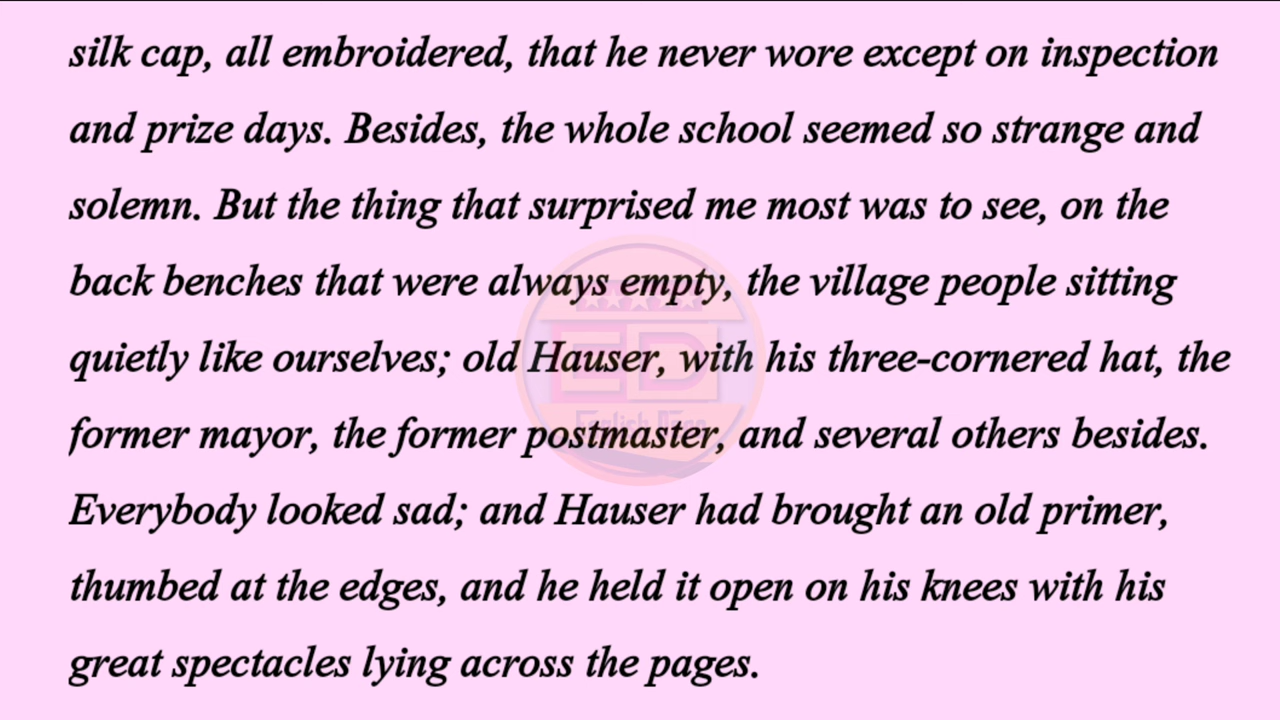 silk cap, all embroidered, that he never wore except on inspection
and prize days. Besides, the whole school seemed so strange and
solemn. But the thing that surprised me most was to see, on the
back benches that were always empty, the village people sitting
quietly like ourselves; old Hauser, with his three-cornered hat, the
former mayor, the former postmaster, and several others besides.
Everybody looked sad; and Hauser had brought an old primer,
thumbed at the edges, and he held it open on his knees with his
great spectacles lying across the pages.
ED